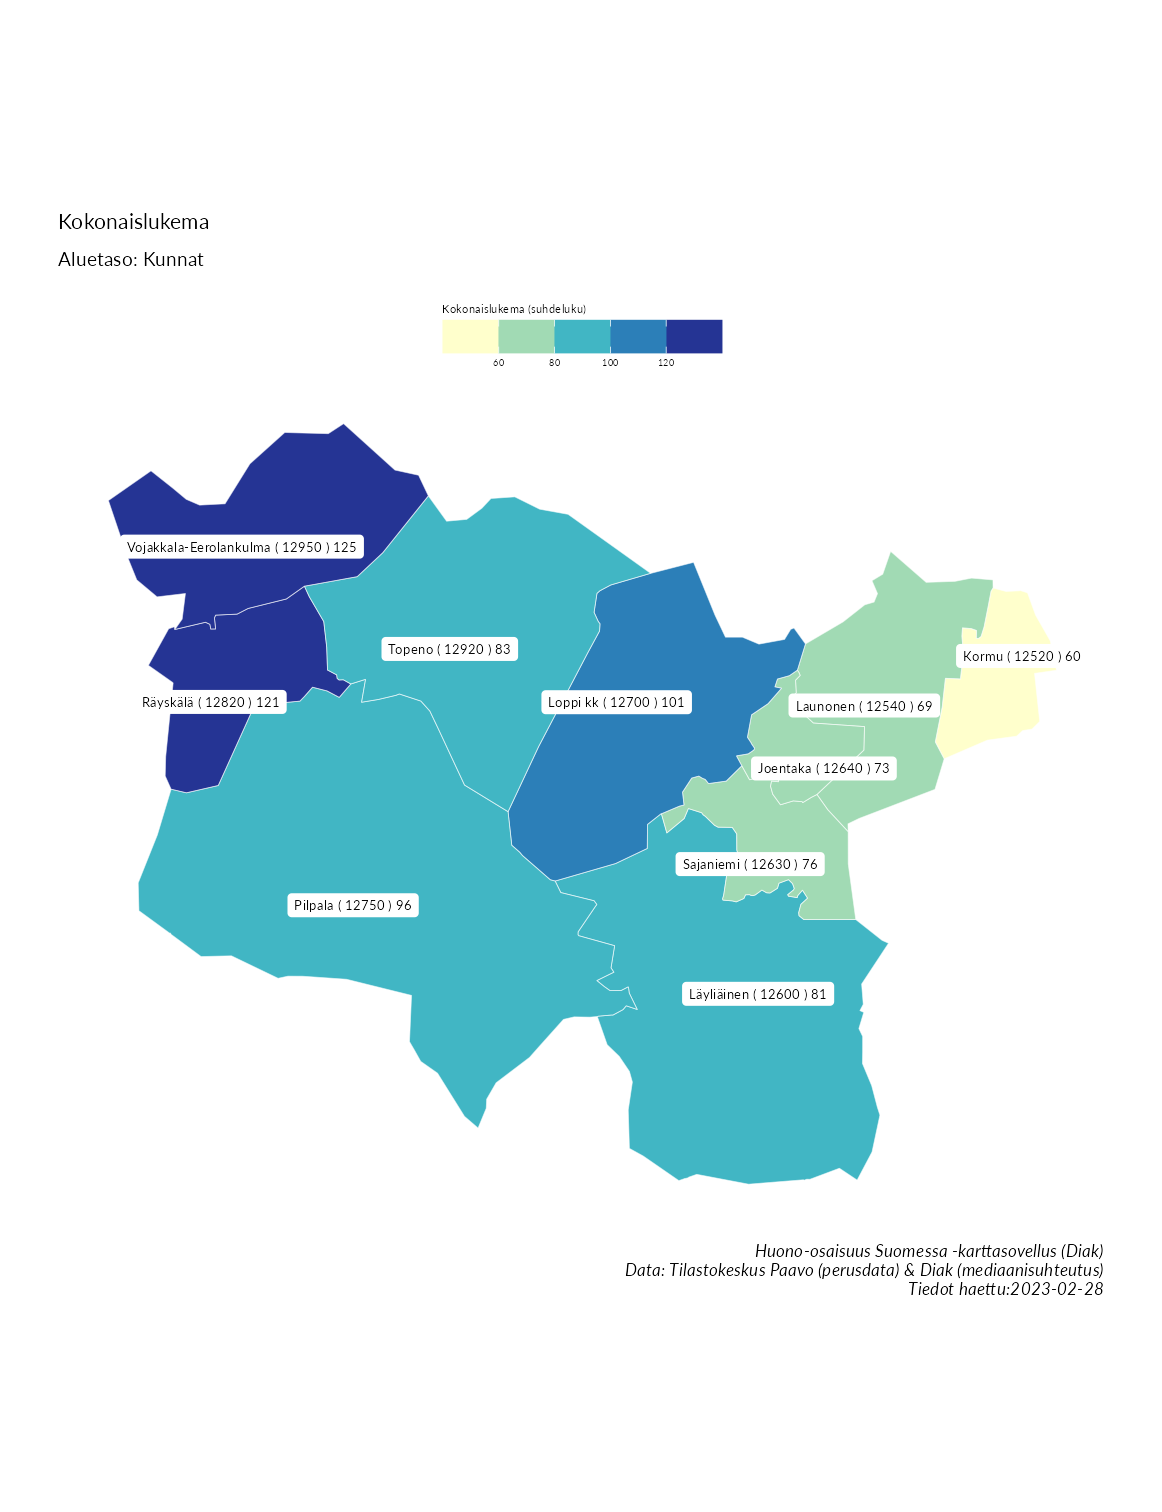 Kokonaislukema
Aluetaso: Kunnat
Kokonaislukema (suhdeluku)
60 80 100 120
Vojakkala-Eerolankulma ( 12950 ) 125
Topeno ( 12920 ) 83
Kormu ( 12520 ) 60
Räyskälä ( 12820 ) 121
Loppi kk ( 12700 ) 101
Launonen ( 12540 ) 69
Joentaka ( 12640 ) 73
Sajaniemi ( 12630 ) 76
Pilpala ( 12750 ) 96
Läyliäinen ( 12600 ) 81
Huono-osaisuus Suomessa -karttasovellus (Diak)
Data: Tilastokeskus Paavo (perusdata) & Diak (mediaanisuhteutus)
Tiedot haettu:2023-02-28